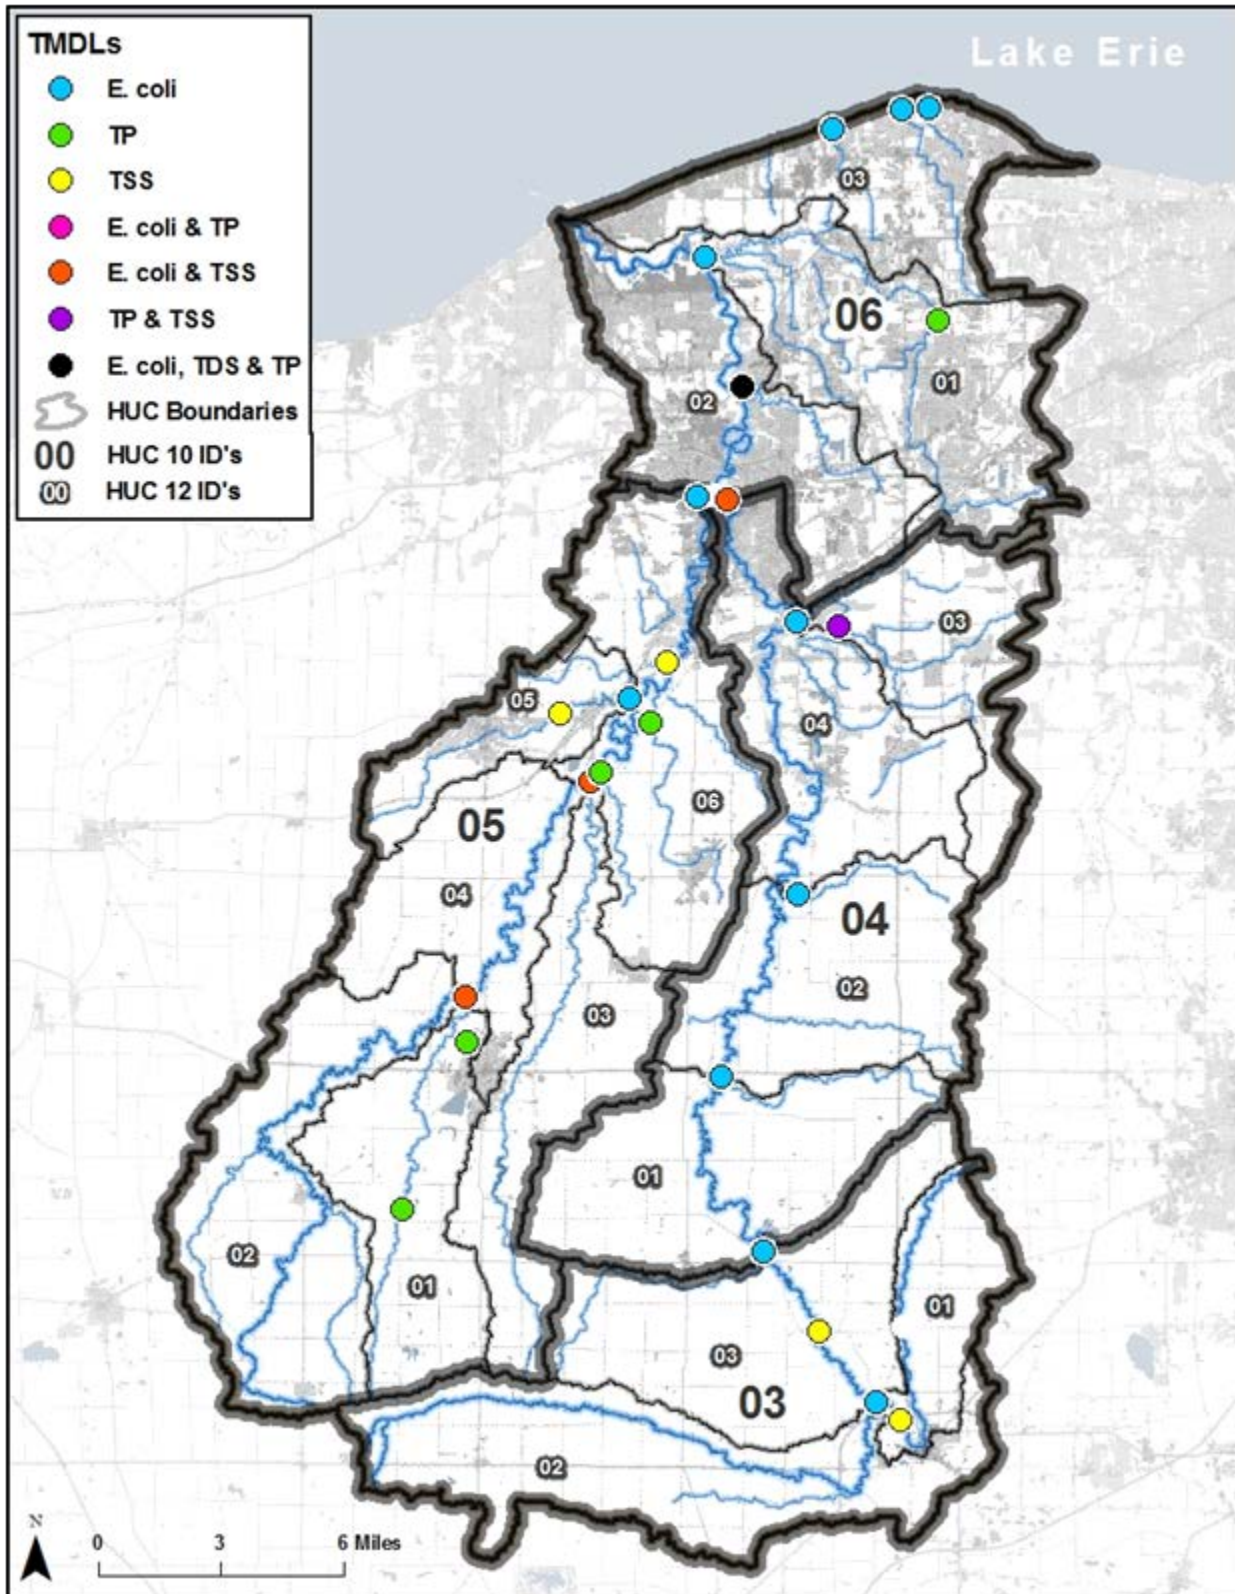 TMDLs
E. coli
TP
TSS
E. coli & TP
E. coli & TSS
TP & TSS
E. coli, TDS & TP
HUC Boundaries
00 HUC 10 ID's
00 HUC 12 ID's
Lake Erie
03
06
01
02
03
05
04
06
05
04
04
02
03
01
02
01
01
03
03
02
N
0 3 6 Miles